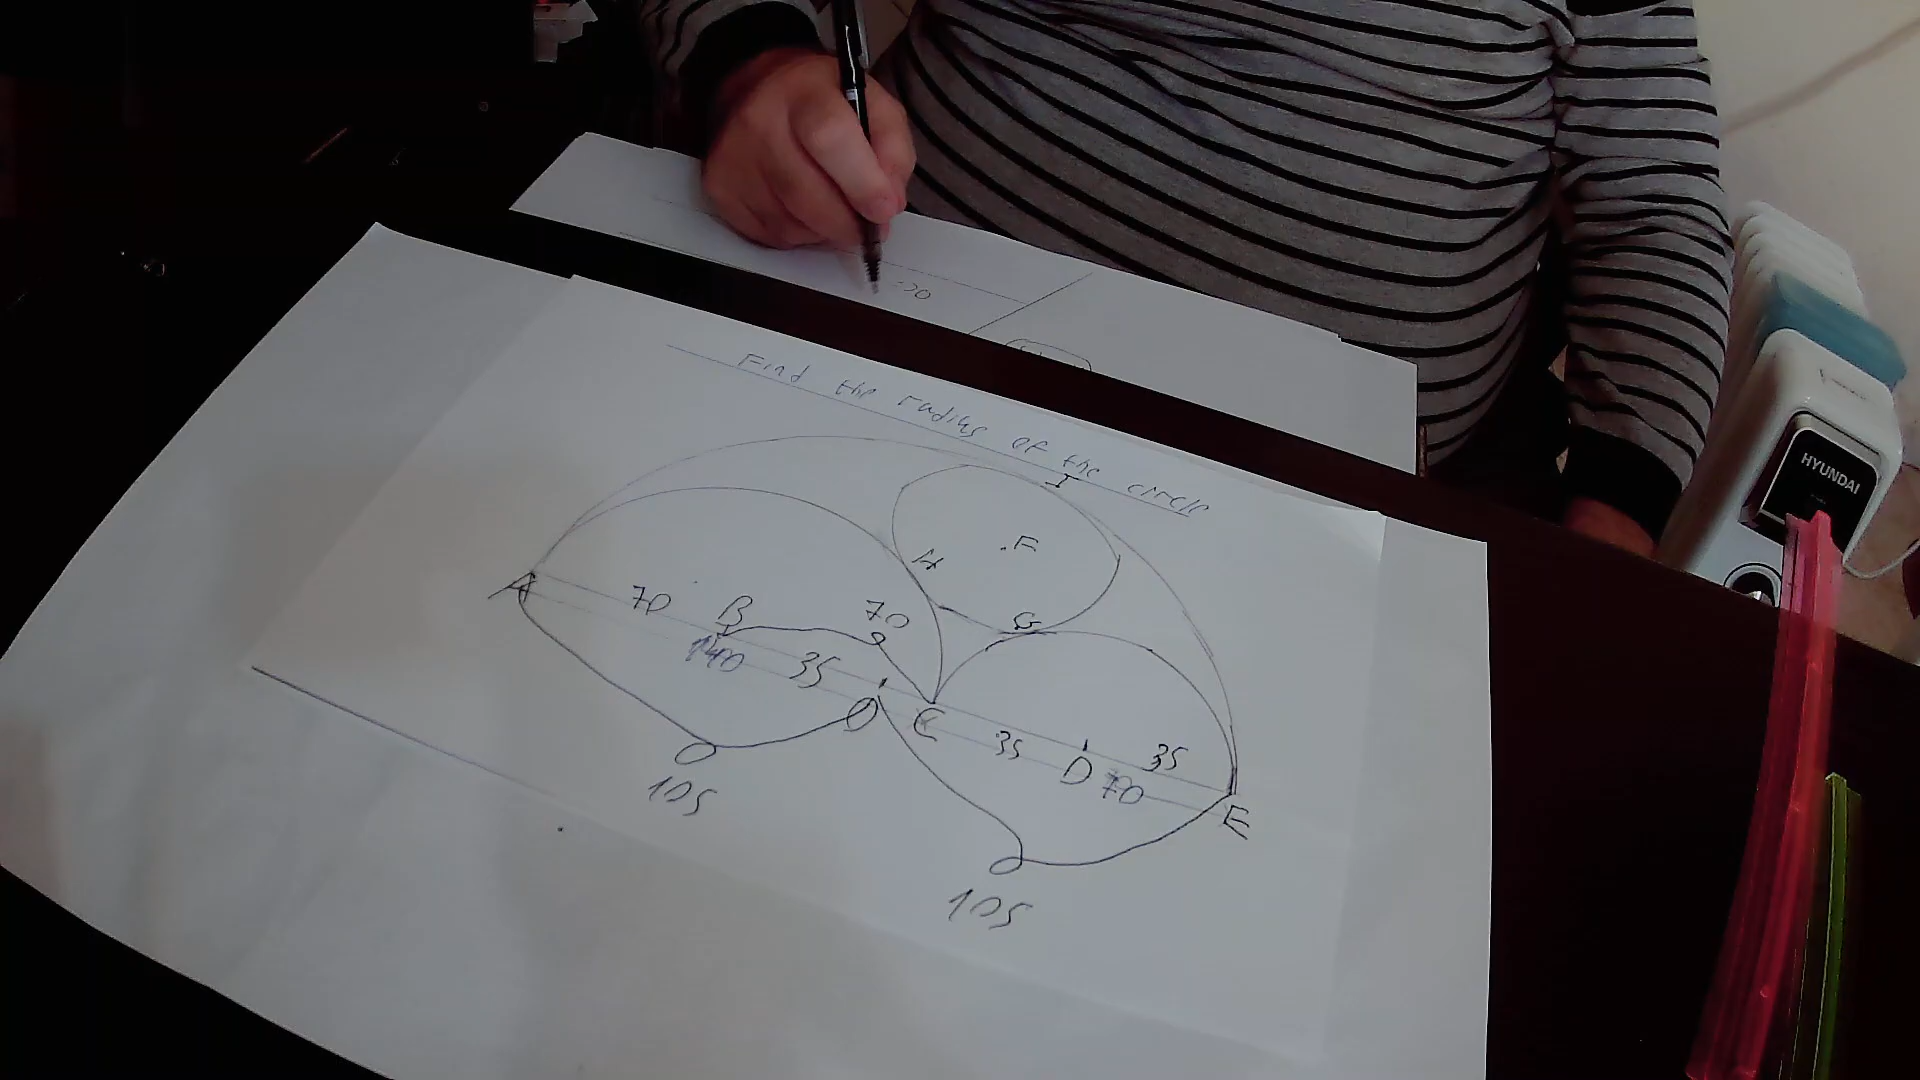 Find the radius of the circle
I
.F
H
G
A
70
B
70
140
35
O
C
35
D
35
70
E
105
105
HYUNDAI